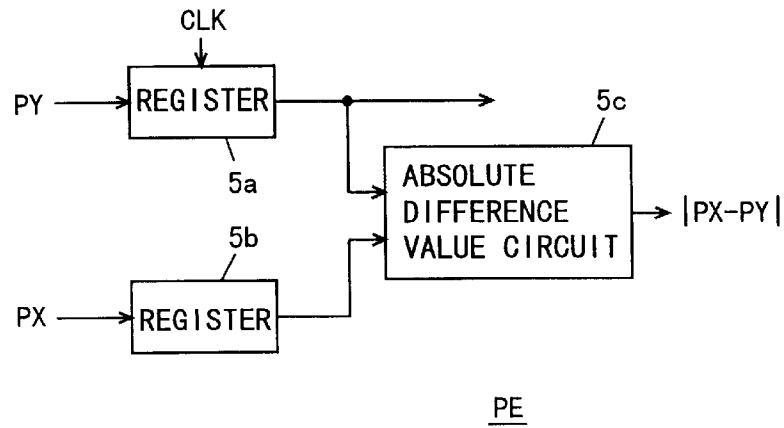 CLK
PY
REGISTER
5a
5c
ABSOLUTE
DIFFERENCE
VALUE CIRCUIT
|PX-PY|
5b
PX
REGISTER
PE